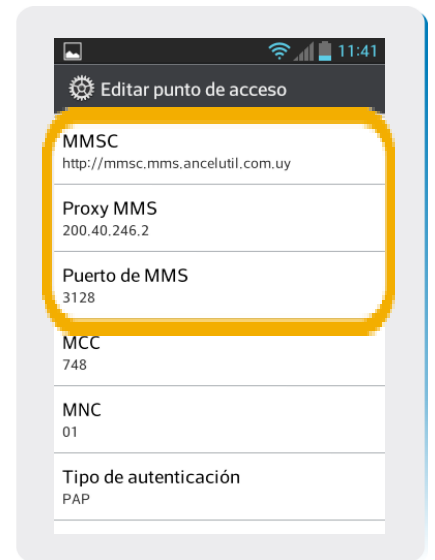 11:41
Editar punto de acceso
MMSC
http://mmsc.mms.ancelutil.com.uy
Proxy MMS
200.40.246.2
Puerto de MMS
3128
MCC
748
MNC
01
Tipo de autenticación
PAP